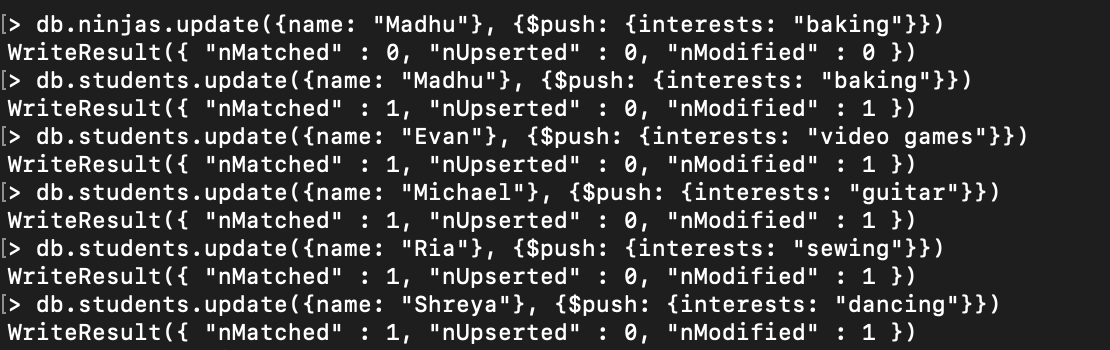 [> db.ninjas.update({name: "Madhu"}, {$push: {interests: "baking"}})
WriteResult({ "nMatched" : 0, "nUpserted" : 0, "nModified" : 0 })
[> db.students.update({name: "Madhu"}, {$push: {interests: "baking"}})
WriteResult({ "nMatched" : 1, "nUpserted" : 0, "nModified" : 1 })
[> db.students.update({name: "Evan"}, {$push: {interests: "video games"}})
WriteResult({ "nMatched" : 1, "nUpserted" : 0, "nModified" : 1 })
[> db.students.update({name: "Michael"}, {$push: {interests: "guitar"}})
WriteResult({ "nMatched" : 1, "nUpserted" : 0, "nModified" : 1 })
[> db.students.update({name: "Ria"}, {$push: {interests: "sewing"}})
WriteResult({ "nMatched" : 1, "nUpserted" : 0, "nModified" : 1 })
[> db.students.update({name: "Shreya"}, {$push: {interests: "dancing"}})
WriteResult({ "nMatched" : 1, "nUpserted" : 0, "nModified" : 1 })